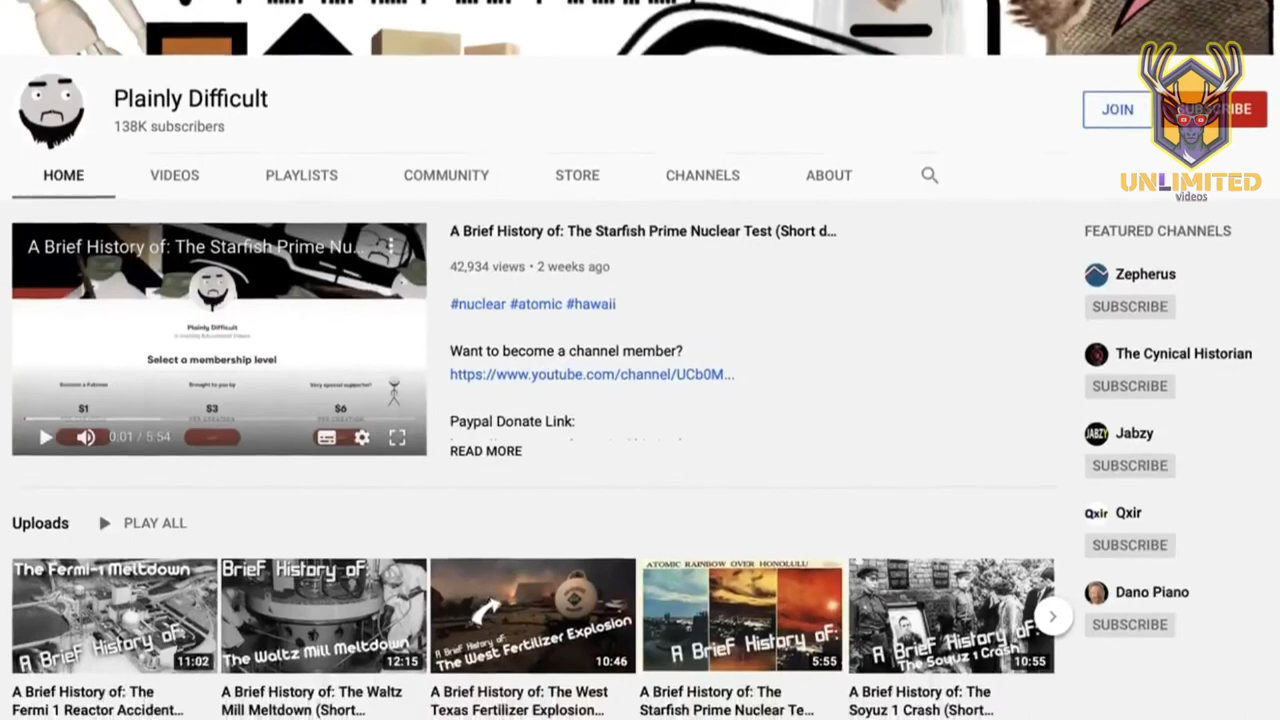 Plainly Difficult
138K subscribers
JOIN
SUBSCRIBE
UNLIMITED
videos
HOME
VIDEOS
PLAYLISTS
COMMUNITY
STORE
CHANNELS
ABOUT
A Brief History of: The Starfish Prime Nu...
Plainly Difficult
Select a membership level
$1
$3
$6
0:01 / 5:54
A Brief History of: The Starfish Prime Nuclear Test (Short d...
42,934 views • 2 weeks ago
#nuclear #atomic #hawaii
Want to become a channel member?
https://www.youtube.com/channel/UCb0M...
Paypal Donate Link:
READ MORE
FEATURED CHANNELS
Zepherus
SUBSCRIBE
The Cynical Historian
SUBSCRIBE
JABZY
Jabzy
SUBSCRIBE
Qxir
Qxir
SUBSCRIBE
Dano Piano
SUBSCRIBE
Uploads
PLAY ALL
The Fermi-1 Meltdown
A Brief History of:
11:02
Brief History of:
The Waltz Mill Meltdown
12:15
A Brief History of:
The West Fertilizer Explosion
10:46
ATOMIC RAINBOW OVER HONOLULU
A Brief History of:
5:55
A Brief History of:
The Soyuz 1 Crash
10:55
A Brief History of: The
Fermi 1 Reactor Accident...
A Brief History of: The Waltz
Mill Meltdown (Short...
A Brief History of: The West
Texas Fertilizer Explosion...
A Brief History of: The
Starfish Prime Nuclear Te...
A Brief History of: The
Soyuz 1 Crash (Short...